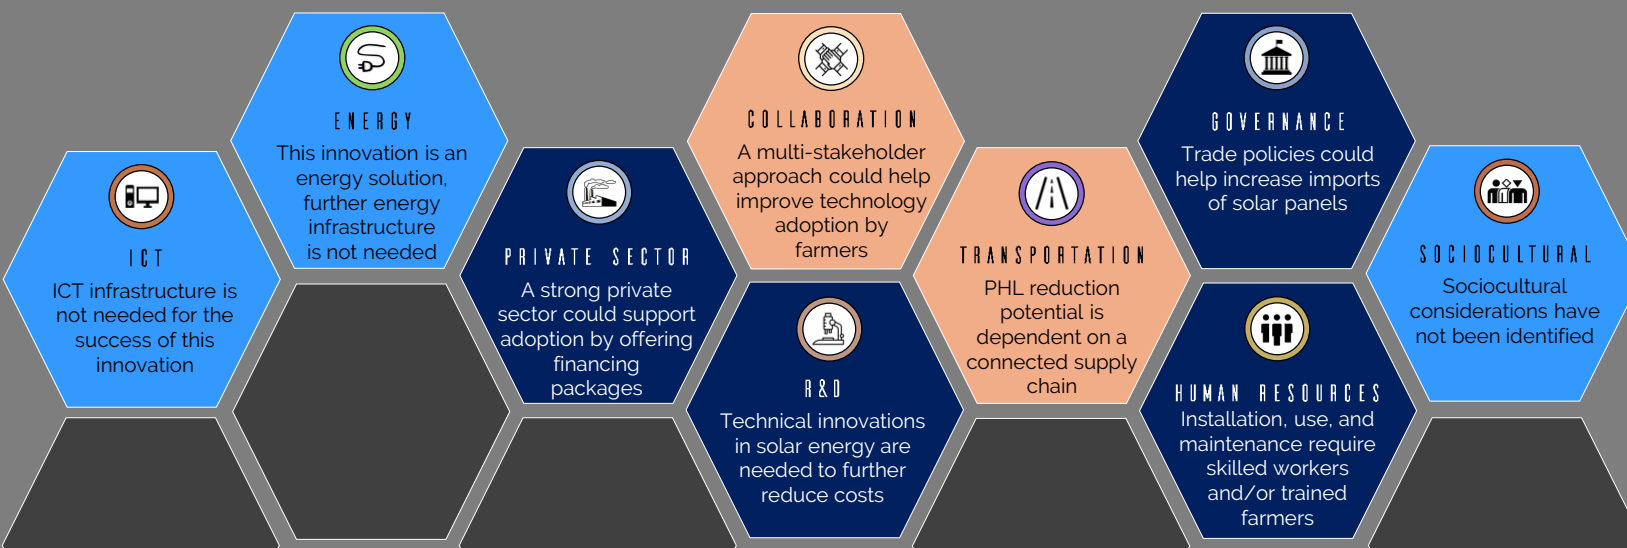 ICT
ICT infrastructure is
not needed for the
success of this
innovation
ENERGY
This innovation is an
energy solution,
further energy
infrastructure
is not needed
PRIVATE SECTOR
A strong private
sector could support
adoption by offering
financing
packages
COLLABORATION
A multi-stakeholder
approach could help
improve technology
adoption by
farmers
R&D
Technical innovations
in solar energy are
needed to further
reduce costs
TRANSPORTATION
PHL reduction
potential is
dependent on a
connected supply
chain
GOVERNANCE
Trade policies could
help increase imports
of solar panels
HUMAN RESOURCES
Installation, use, and
maintenance require
skilled workers
and/or trained
farmers
SOCIOCULTURAL
Sociocultural
considerations have
not been identified